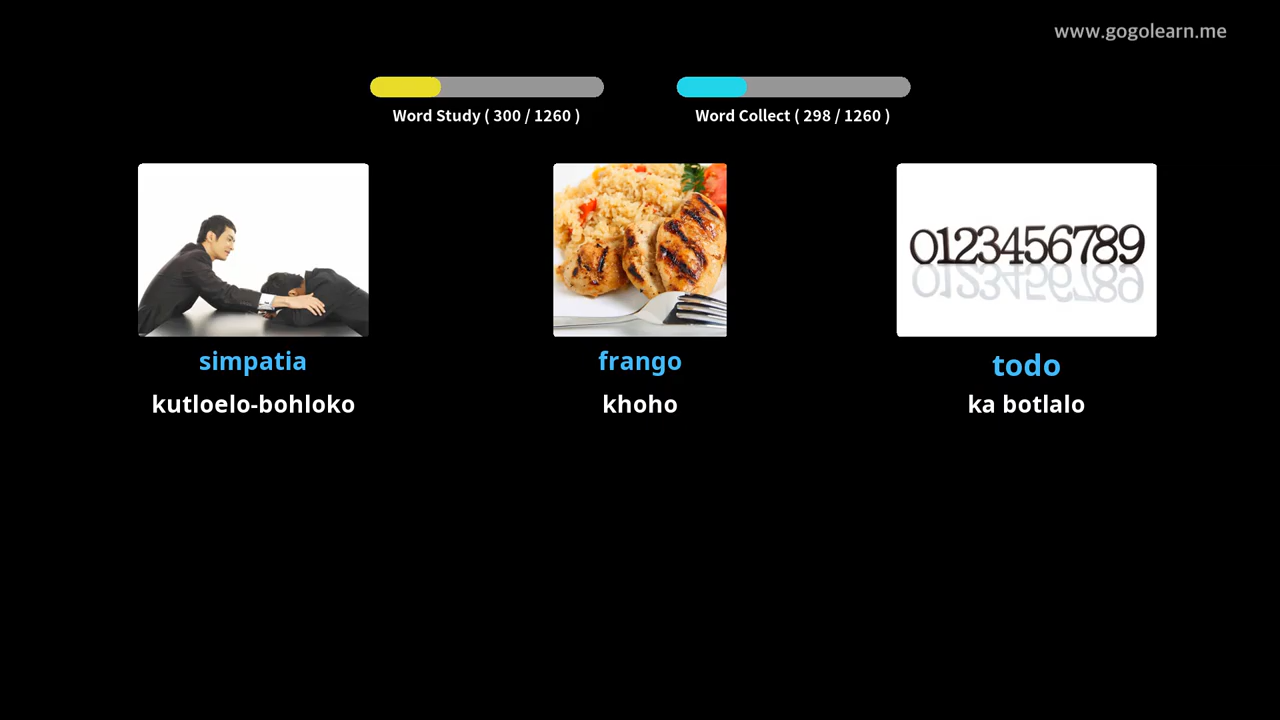 www.gogolearn.me
Word Study ( 300 / 1260 )
Word Collect ( 298 / 1260 )
0123456789
simpatia
frango
todo
kutloelo-bohloko
khoho
ka botlalo